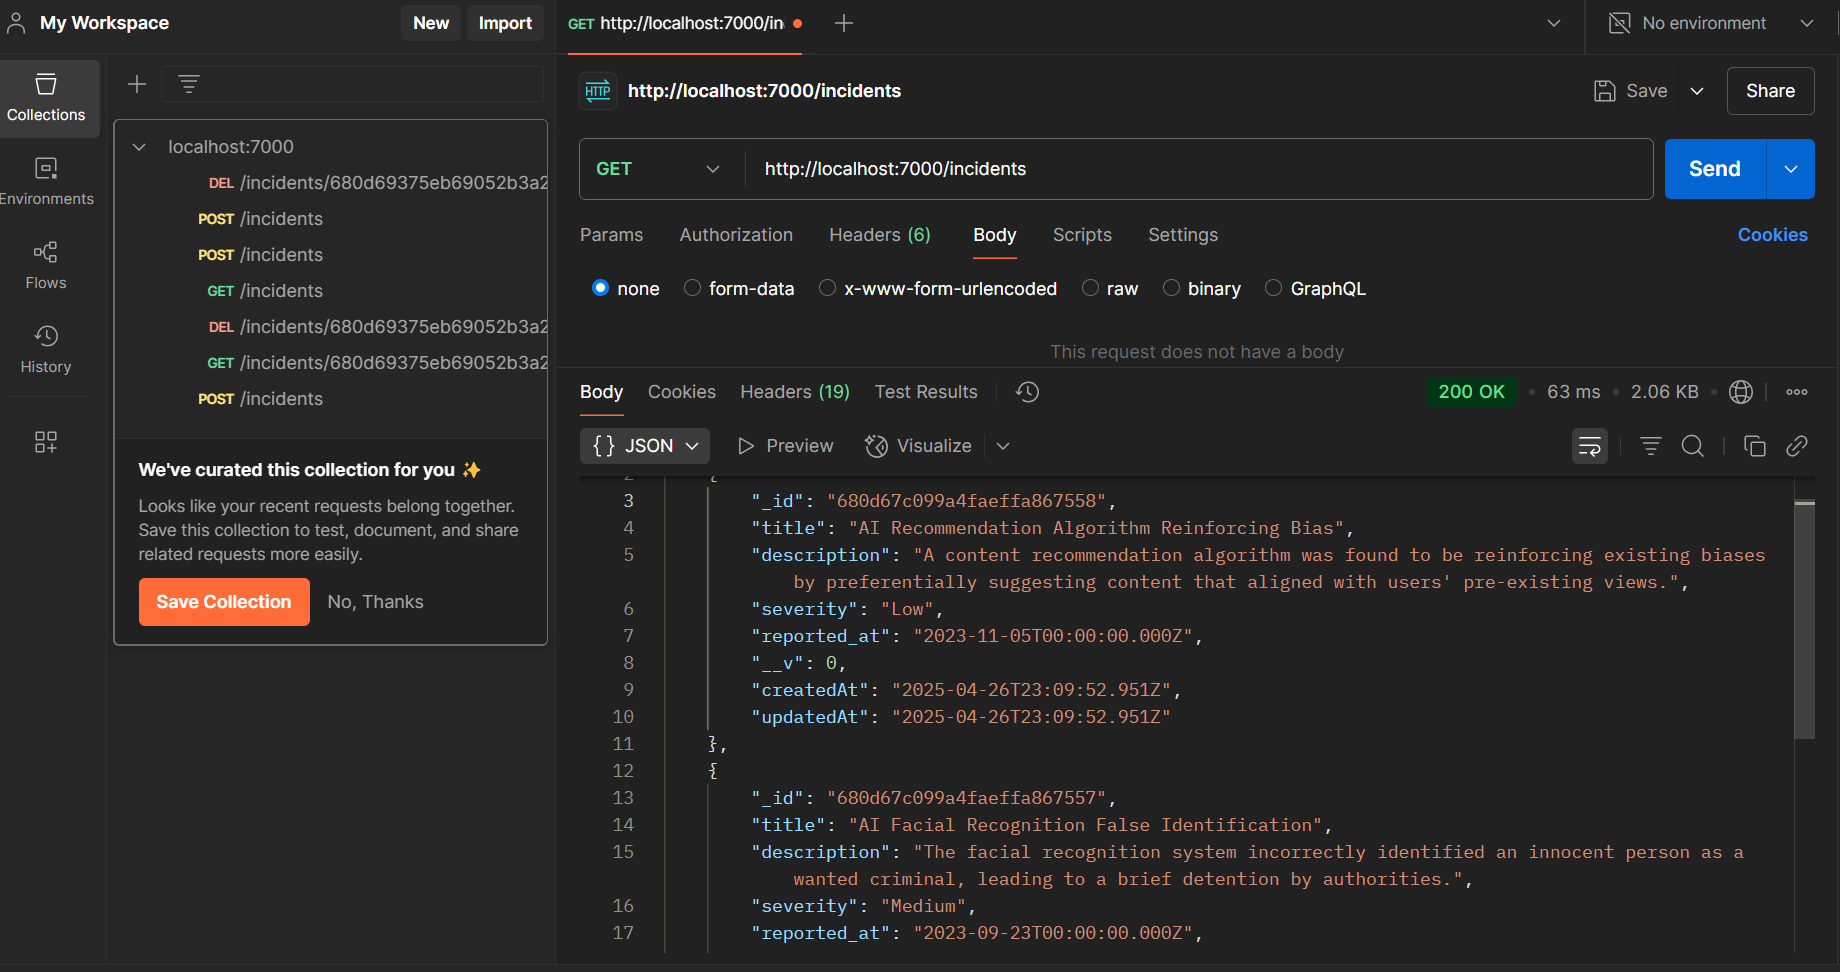 My Workspace
New
Import
GET http://localhost:7000/in
No environment
Collections
Environments
Flows
History
localhost:7000
DEL /incidents/680d69375eb69052b3a2
POST /incidents
POST /incidents
GET /incidents
DEL /incidents/680d69375eb69052b3a2
GET /incidents/680d69375eb69052b3a2
POST /incidents
We've curated this collection for you ✨
Looks like your recent requests belong together.
Save this collection to test, document, and share
related requests more easily.
Save Collection
No, Thanks
HTTP
http://localhost:7000/incidents
Save
Share
GET
http://localhost:7000/incidents
Send
Params
Authorization
Headers (6)
Body
Scripts
Settings
Cookies
none
form-data
x-www-form-urlencoded
raw
binary
GraphQL
This request does not have a body
Body
Cookies
Headers (19)
Test Results
200 OK
63 ms
2.06 KB
{} JSON
Preview
Visualize
2 {
3 "_id": "680d67c099a4faeffa867558",
4 "title": "AI Recommendation Algorithm Reinforcing Bias",
5 "description": "A content recommendation algorithm was found to be reinforcing existing biases
by preferentially suggesting content that aligned with users' pre-existing views.",
6 "severity": "Low",
7 "reported_at": "2023-11-05T00:00:00.000Z",
8 "__v": 0,
9 "createdAt": "2025-04-26T23:09:52.951Z",
10 "updatedAt": "2025-04-26T23:09:52.951Z"
11 },
12 {
13 "_id": "680d67c099a4faeffa867557",
14 "title": "AI Facial Recognition False Identification",
15 "description": "The facial recognition system incorrectly identified an innocent person as a
wanted criminal, leading to a brief detention by authorities.",
16 "severity": "Medium",
17 "reported_at": "2023-09-23T00:00:00.000Z",